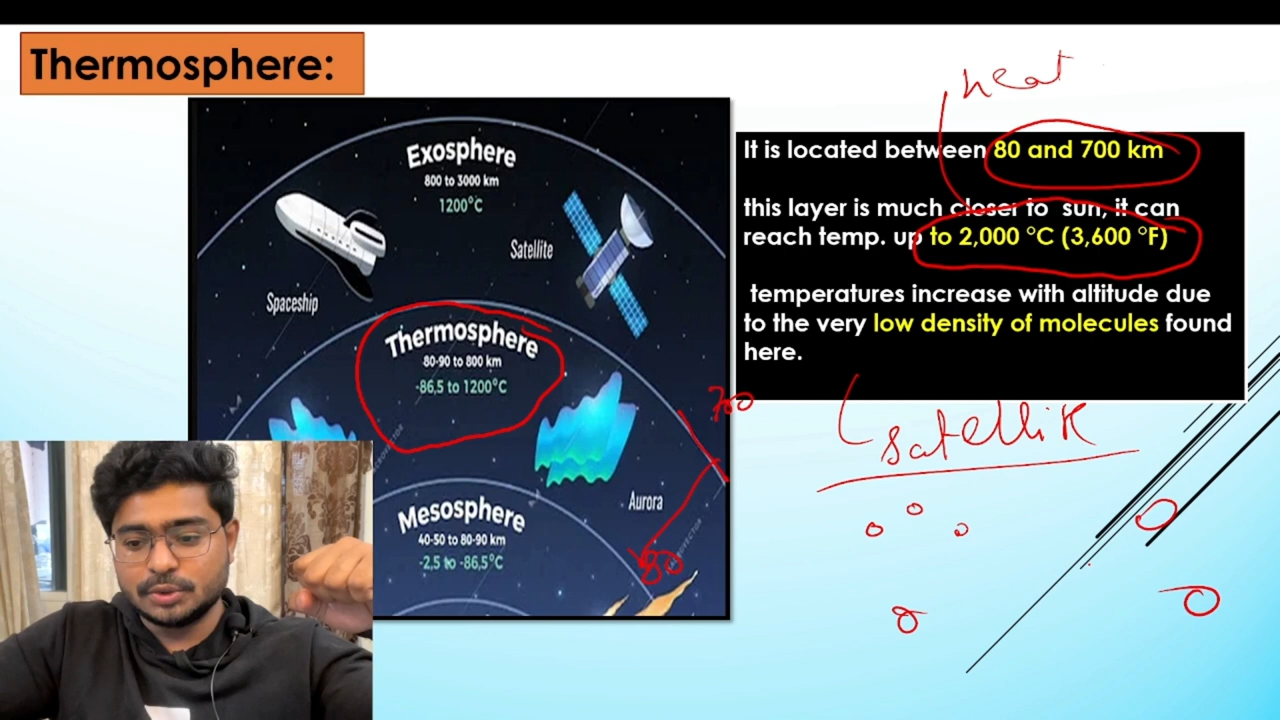 Thermosphere:
Exosphere
800 to 3000 km
1200°C
Satellite
Spaceship
Thermosphere
80-90 to 800 km
-86,5 to 1200°C
Aurora
Mesosphere
40-50 to 80-90 km
-2,5 to -86,5°C
heat
It is located between 80 and 700 km
this layer is much closer to sun, it can
reach temp. up to 2,000 °C (3,600 °F)
temperatures increase with altitude due
to the very low density of molecules found
here.
700
satellite
80